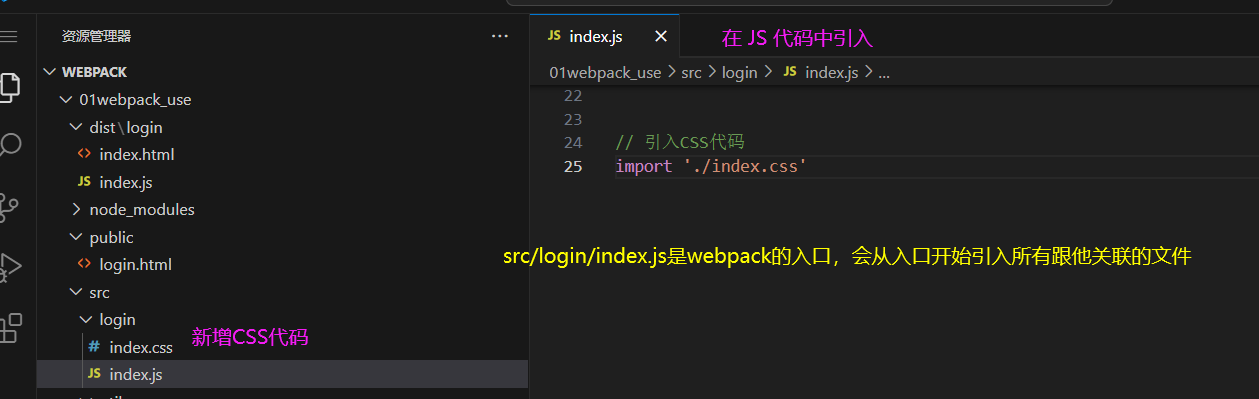 资源管理器
WEBPACK
01webpack_use
dist\login
index.html
JS index.js
node_modules
public
login.html
src
login
# index.css
JS index.js
新增CSS代码
JS index.js
在 JS 代码中引入
01webpack_use > src > login > JS index.js > ...
22
23
24 // 引入CSS代码
25 import './index.css'
src/login/index.js是webpack的入口，会从入口开始引入所有跟他关联的文件